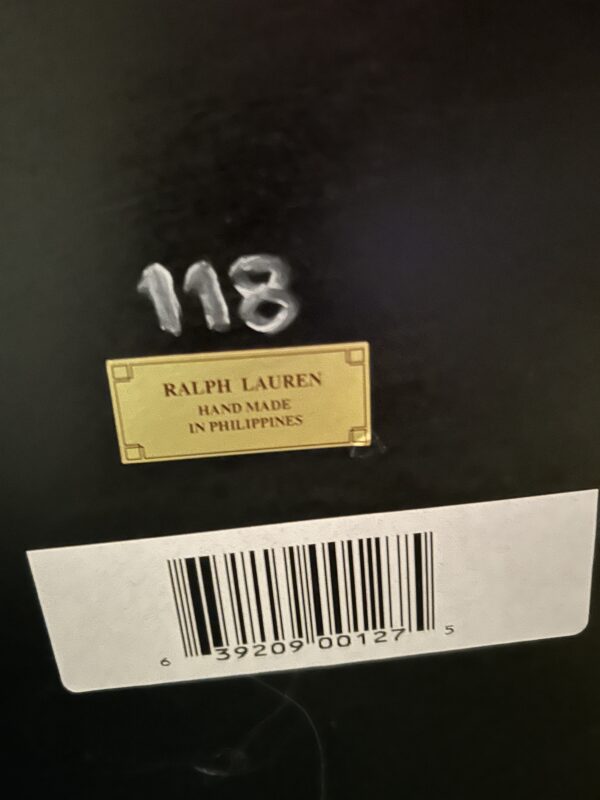 118
RALPH LAUREN
HAND MADE
IN PHILIPPINES
6 39209 00127 5